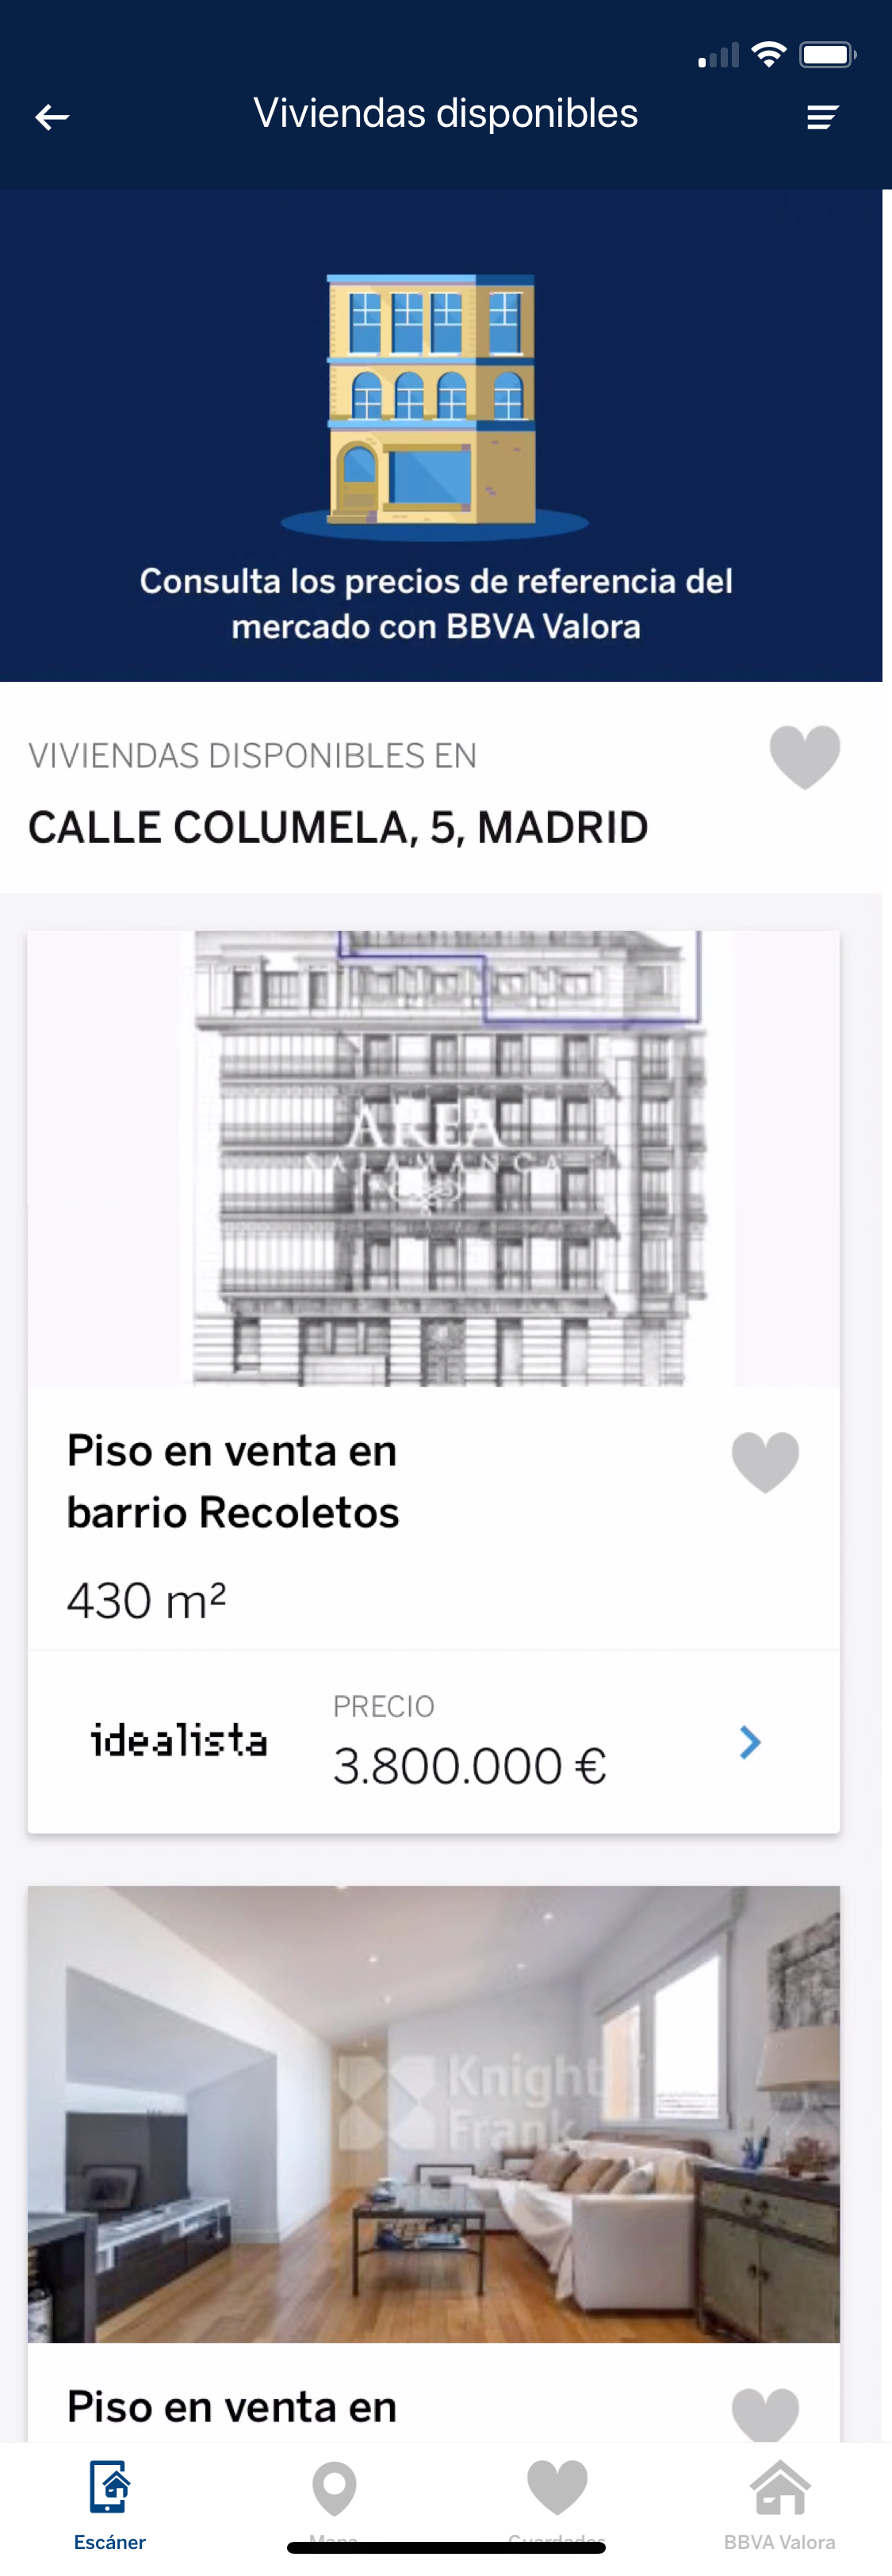 Viviendas disponibles
Consulta los precios de referencia del
mercado con BBVA Valora
VIVIENDAS DISPONIBLES EN
CALLE COLUMELA, 5, MADRID
AREA
SALAMANCA
Piso en venta en
barrio Recoletos
430 m²
idealista
PRECIO
3.800.000 €
Knight
Frank
Piso en venta en
Escáner
Mapa
Guardados
BBVA Valora